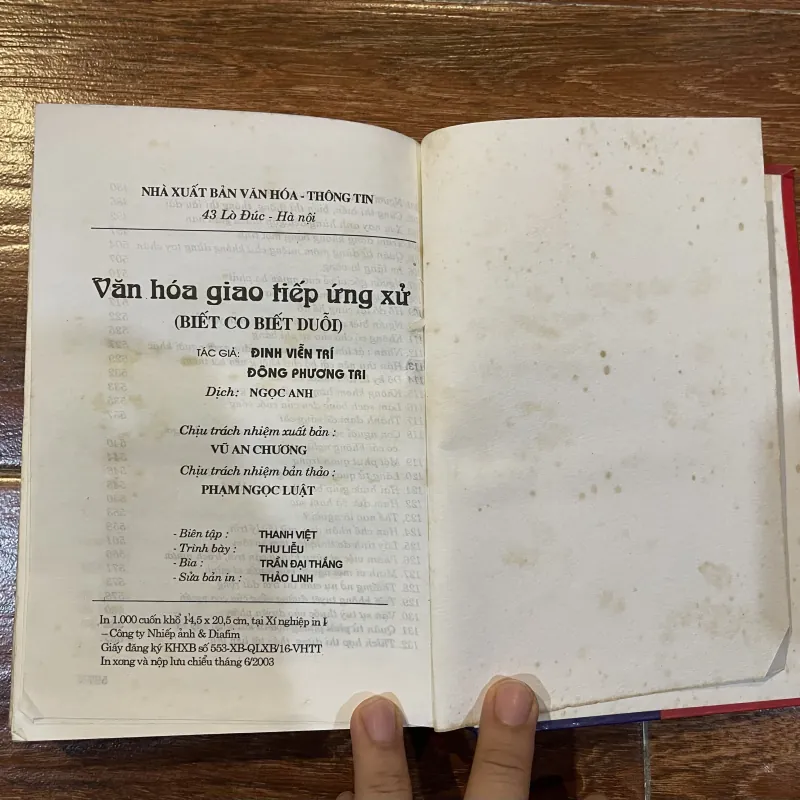 NHÀ XUẤT BẢN VĂN HÓA - THÔNG TIN
43 Lò Đúc - Hà nội
Văn hóa giao tiếp ứng xử
(BIẾT CO BIẾT DUỖI)
TÁC GIẢ: ĐINH VIỄN TRÍ
ĐÔNG PHƯƠNG TRI
Dịch: NGỌC ANH
Chịu trách nhiệm xuất bản :
VŨ AN CHƯƠNG
Chịu trách nhiệm bản thảo :
PHẠM NGỌC LUẬT
- Biên tập : THANH VIỆT
- Trình bày : THU LIỄU
- Bìa : TRẦN ĐẠI THẮNG
- Sửa bản in : THẢO LINH
In 1.000 cuốn khổ 14,5 x 20,5 cm, tại Xí nghiệp in I
– Công ty Nhiếp ảnh & Diafim
Giấy đăng ký KHXB số 553-XB-QLXB/16-VHTT
In xong và nộp lưu chiểu tháng 6/2003